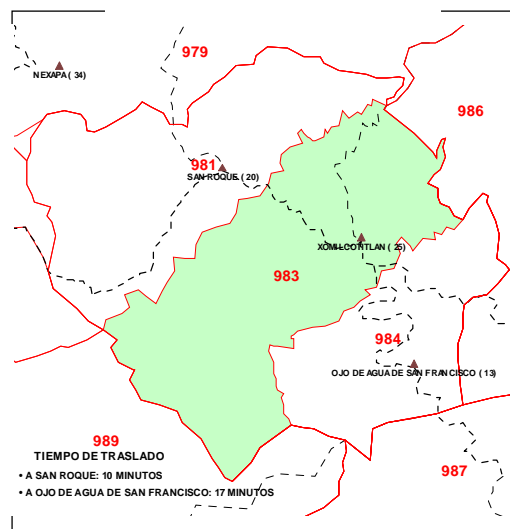 979
NEXAPA ( 34)
986
981
SAN ROQUE ( 20)
XOMILCONTLAN ( 25)
983
984
OJO DE AGUA DE SAN FRANCISCO ( 13)
989
TIEMPO DE TRASLADO
• A SAN ROQUE: 10 MINUTOS
987
• A OJO DE AGUA DE SAN FRANCISCO: 17 MINUTOS